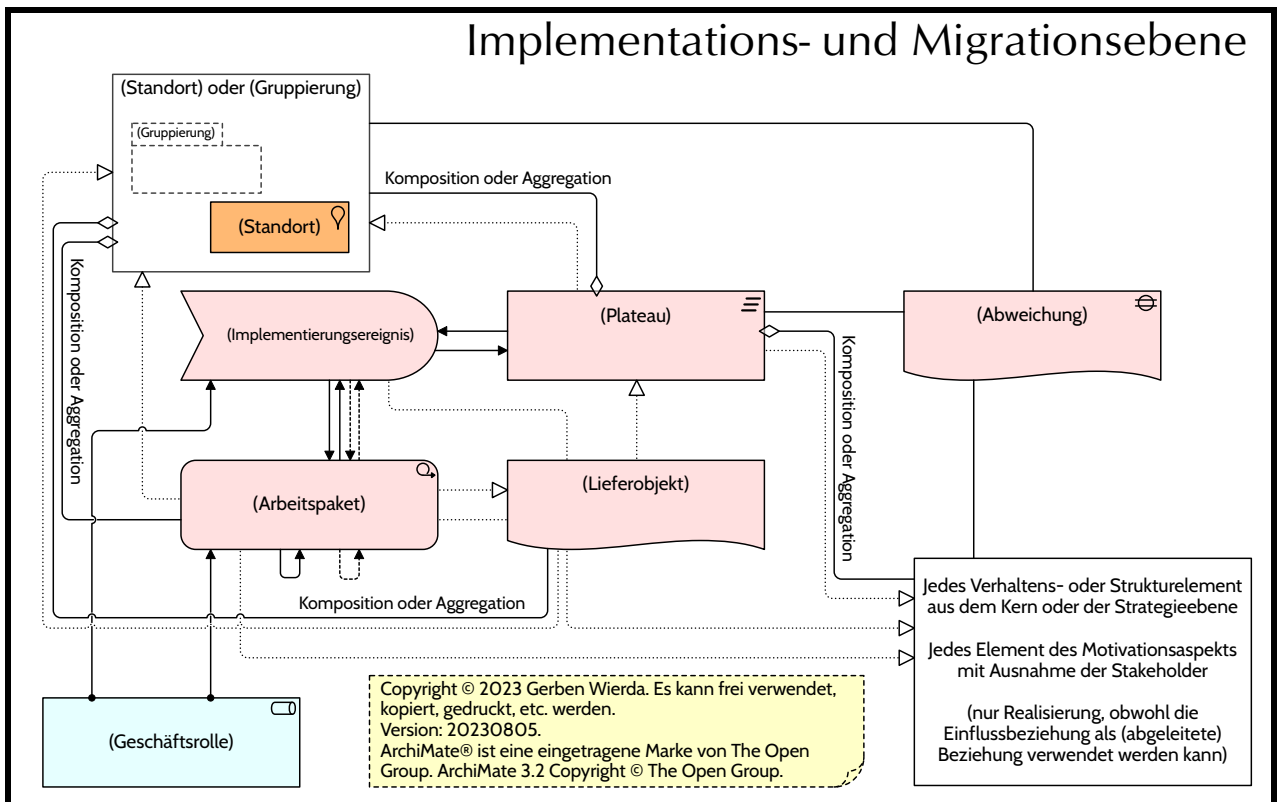 Implementations- und Migrationsebene
(Standort) oder (Gruppierung)
(Gruppierung)
(Standort)
Komposition oder Aggregation
Komposition oder Aggregation
(Implementierungsereignis)
(Plateau)
(Abweichung)
Komposition oder Aggregation
(Arbeitspaket)
(Lieferobjekt)
Komposition oder Aggregation
(Geschäftsrolle)
Copyright © 2023 Gerben Wierda. Es kann frei verwendet,
kopiert, gedruckt, etc. werden.
Version: 20230805.
ArchiMate® ist eine eingetragene Marke von The Open
Group. ArchiMate 3.2 Copyright © The Open Group.
Jedes Verhaltens- oder Strukturelement
aus dem Kern oder der Strategieebene
Jedes Element des Motivationsaspekts
mit Ausnahme der Stakeholder
(nur Realisierung, obwohl die
Einflussbeziehung als (abgeleitete)
Beziehung verwendet werden kann)